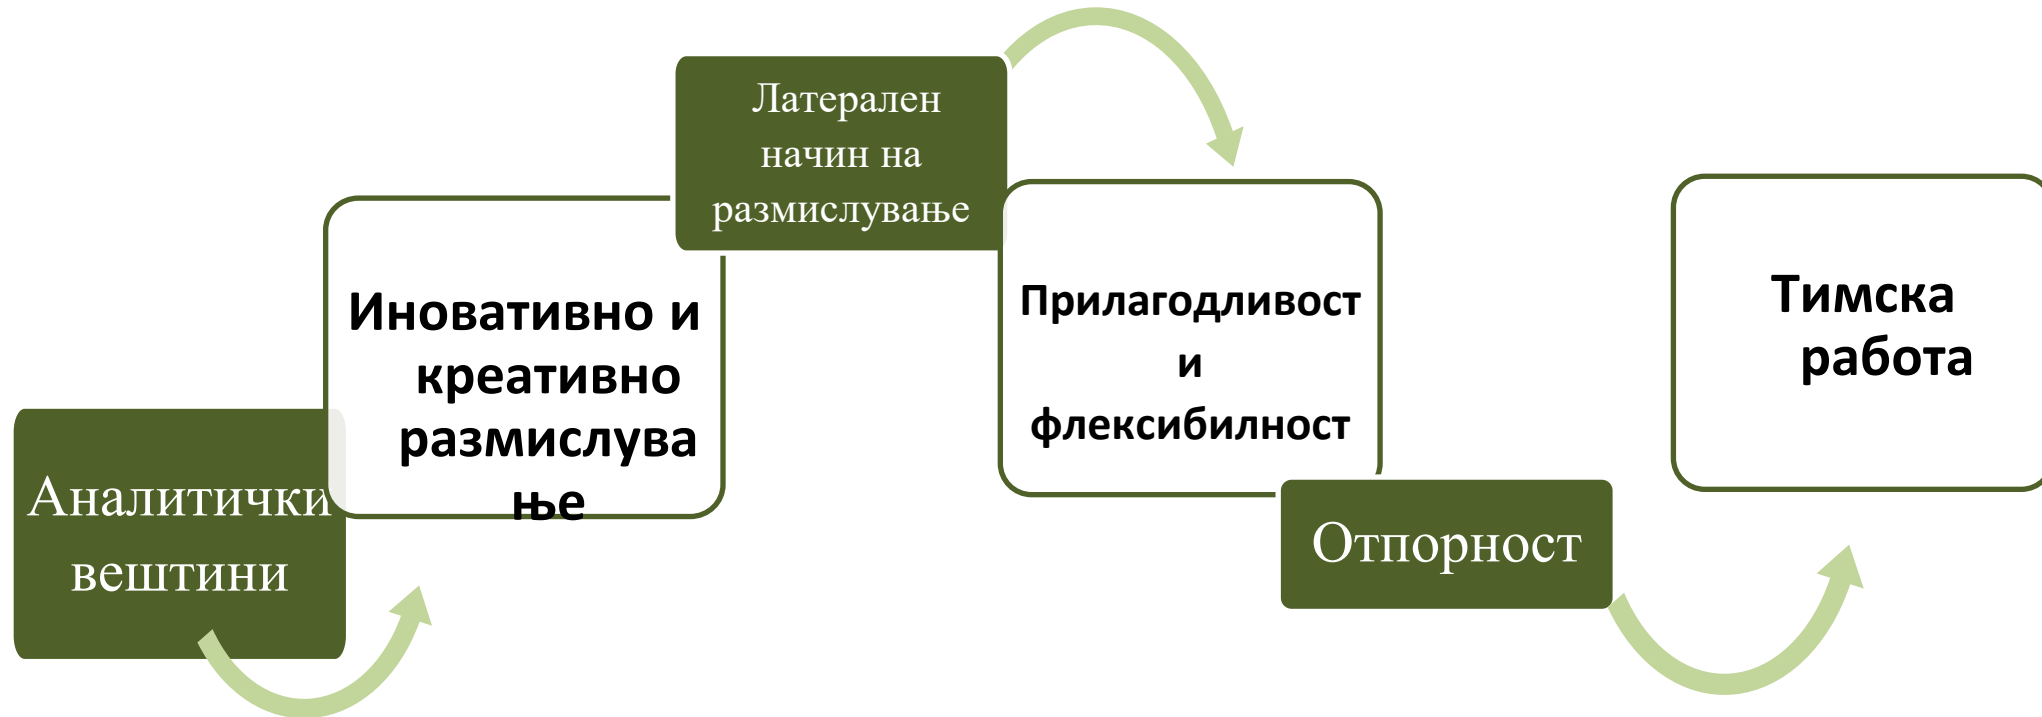 Аналитички
вештини
Иновативно и
креативно
размислува
ње
Латерален
начин на
размислување
Прилагодливост
и
флексибилност
Отпорност
Тимска
работа